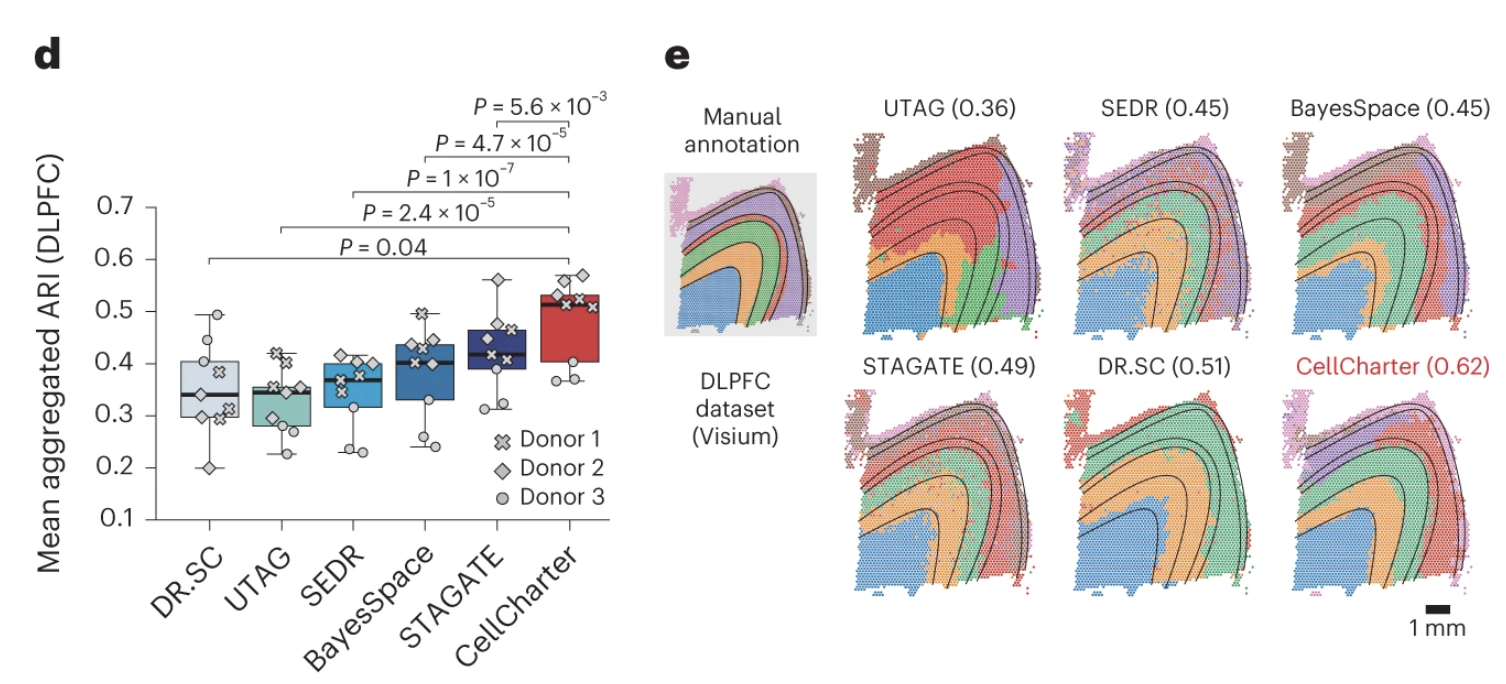 d
P = 5.6 × 10⁻³
P = 4.7 × 10⁻⁵
P = 1 × 10⁻⁷
P = 2.4 × 10⁻⁵
P = 0.04
Mean aggregated ARI (DLPFC)
0.7
0.6
0.5
0.4
0.3
0.2
0.1
Donor 1
Donor 2
Donor 3
DR.SC
UTAG
SEDR
BayesSpace
STAGATE
CellCharter
e
Manual
annotation
UTAG (0.36)
SEDR (0.45)
BayesSpace (0.45)
DLPFC
dataset
(Visium)
STAGATE (0.49)
DR.SC (0.51)
CellCharter (0.62)
1 mm